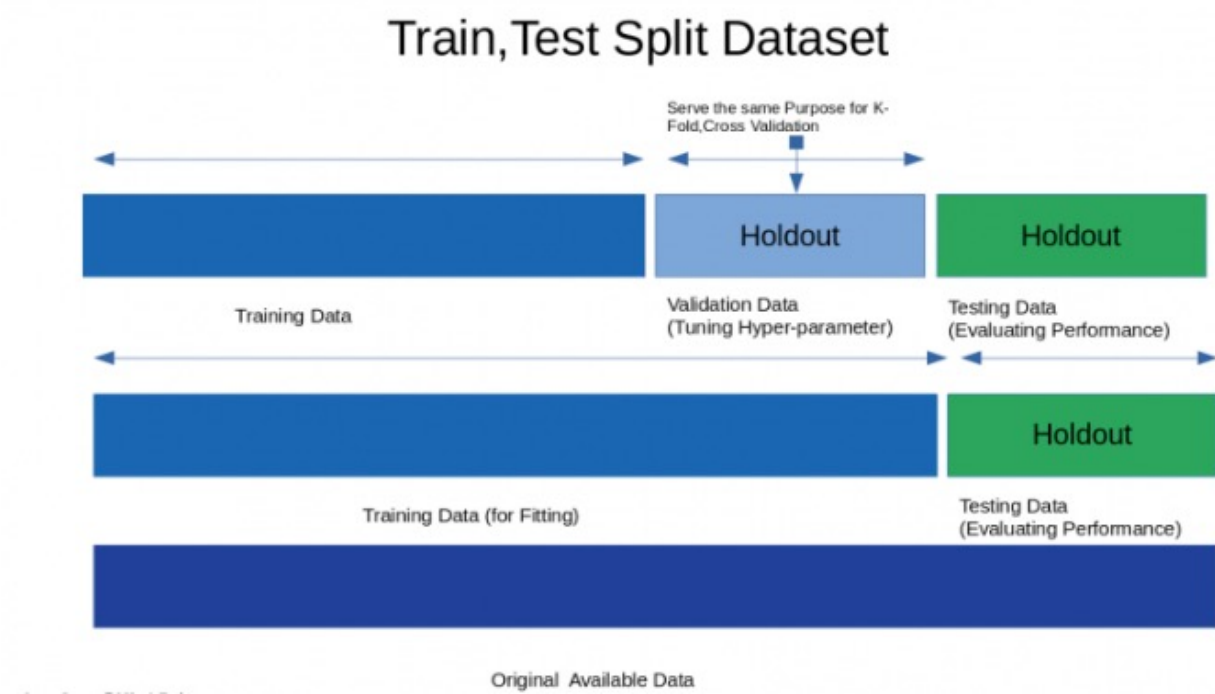 Train,Test Split Dataset
Serve the same Purpose for K-
Fold,Cross Validation
Holdout
Holdout
Training Data
Validation Data
(Tuning Hyper-parameter)
Testing Data
(Evaluating Performance)
Holdout
Training Data (for Fitting)
Testing Data
(Evaluating Performance)
Original  Available Data